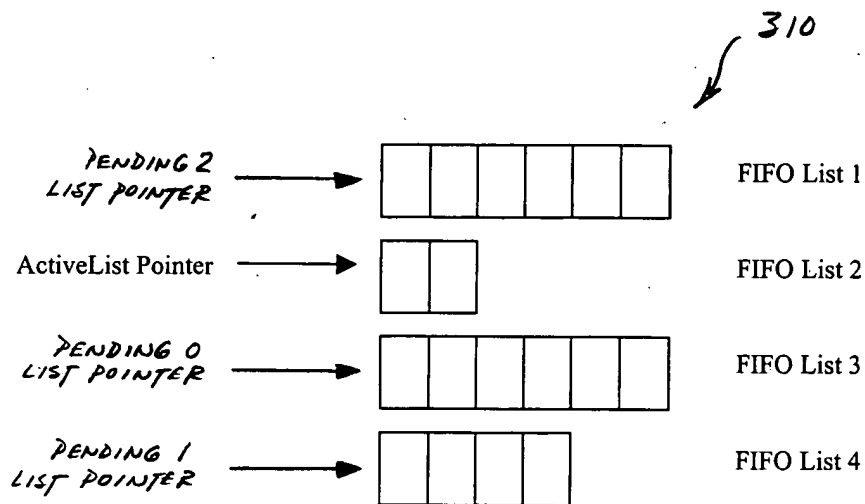 310
PENDING 2
LIST POINTER
FIFO List 1
ActiveList Pointer
FIFO List 2
PENDING 0
LIST POINTER
FIFO List 3
PENDING 1
LIST POINTER
FIFO List 4